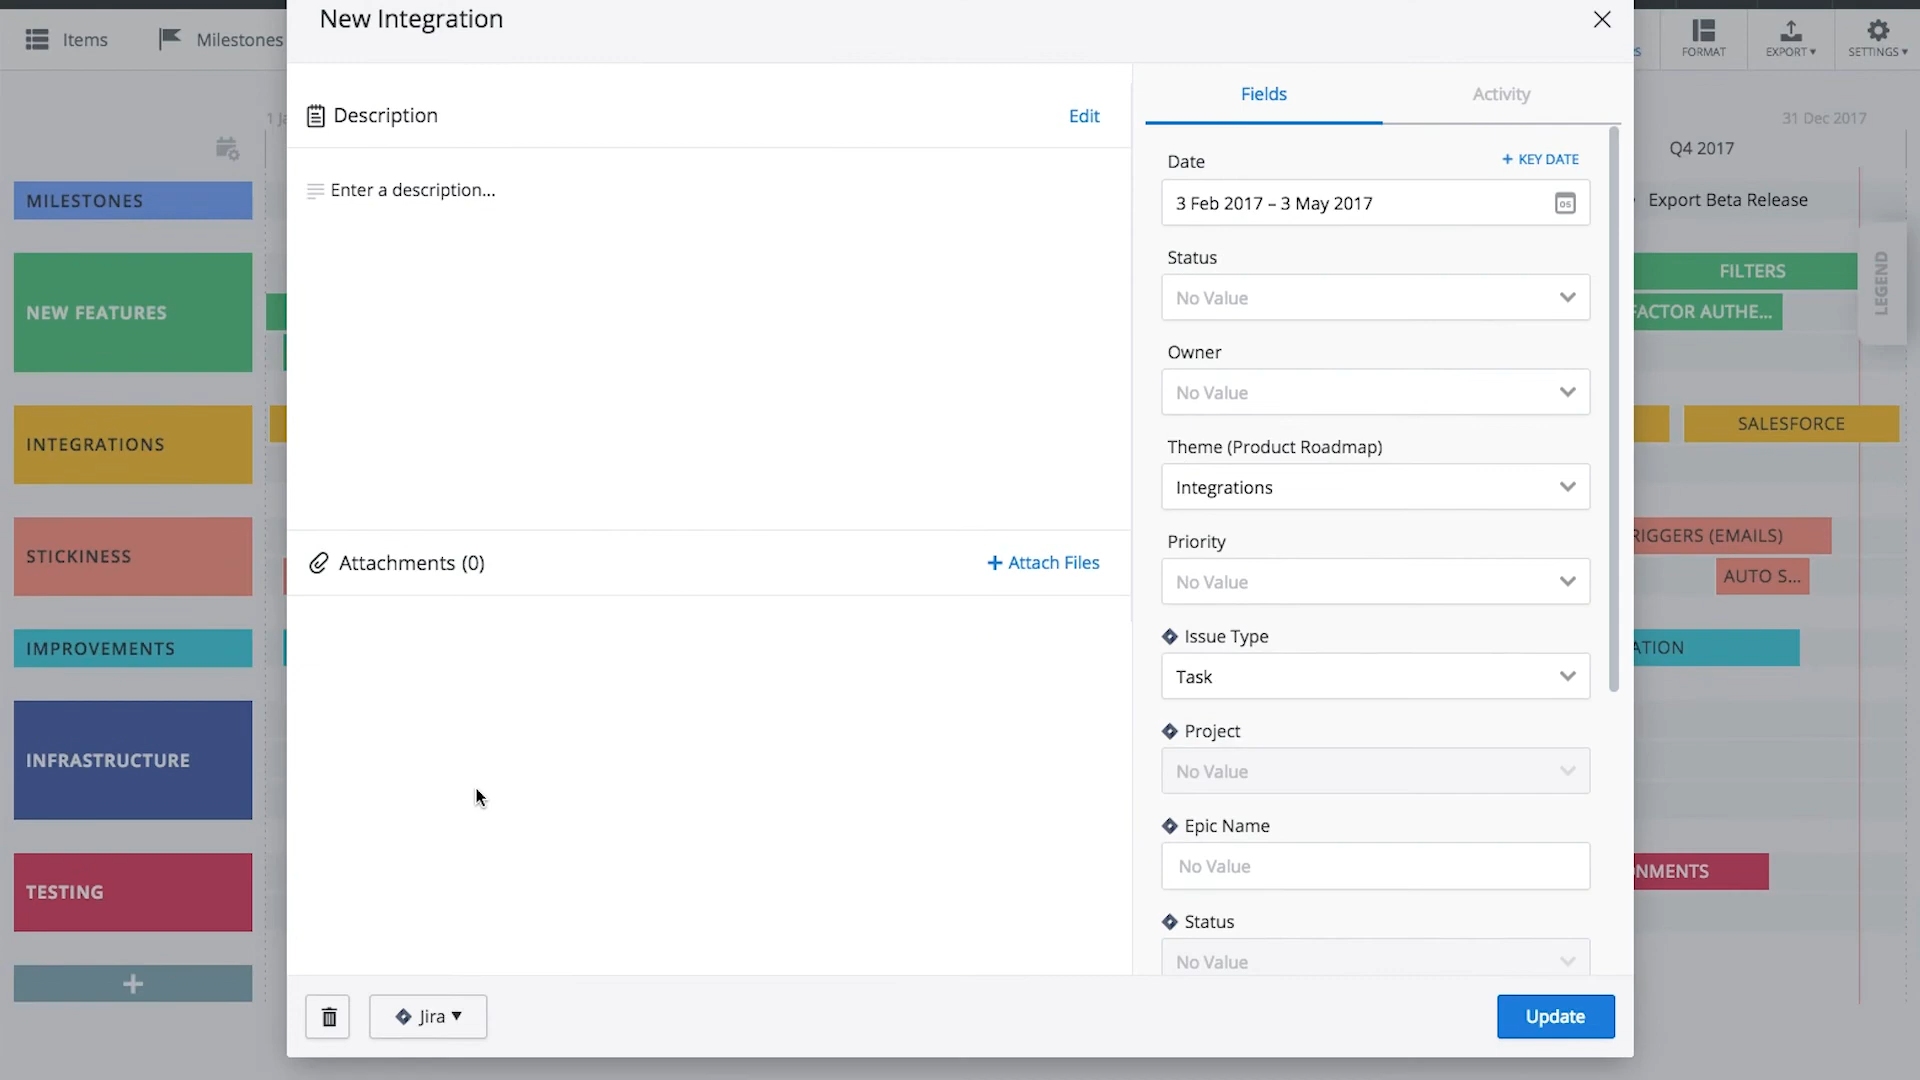 New Integration
Items
Milestones
FORMAT
EXPORT ▾
SETTINGS ▾
Description
Edit
Enter a description...
Attachments (0)
+ Attach Files
Fields
Activity
Date
+ KEY DATE
3 Feb 2017 – 3 May 2017
05
Status
No Value
Owner
No Value
Theme (Product Roadmap)
Integrations
Priority
No Value
Issue Type
Task
Project
No Value
Epic Name
No Value
Status
No Value
Jira ▾
Update
MILESTONES
NEW FEATURES
INTEGRATIONS
STICKINESS
IMPROVEMENTS
INFRASTRUCTURE
TESTING
+
31 Dec 2017
Q4 2017
Export Beta Release
FILTERS
FACTOR AUTHE...
LEGEND
SALESFORCE
RIGGERS (EMAILS)
AUTO S...
ATION
NMENTS